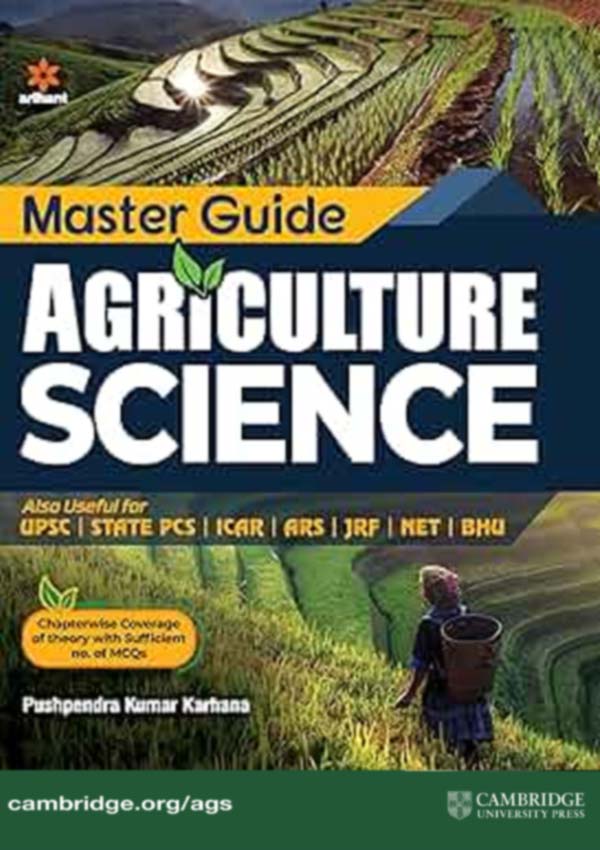 arihant
Master Guide
AGRICULTURE
SCIENCE
Also Useful for
UPSC | STATE PCS | ICAR | ARS | JRF | NET | BHU
Chapterwise Coverage
of theory with Sufficient
no. of MCQs
Pushpendra Kumar Karhana
cambridge.org/ags
CAMBRIDGE
UNIVERSITY PRESS